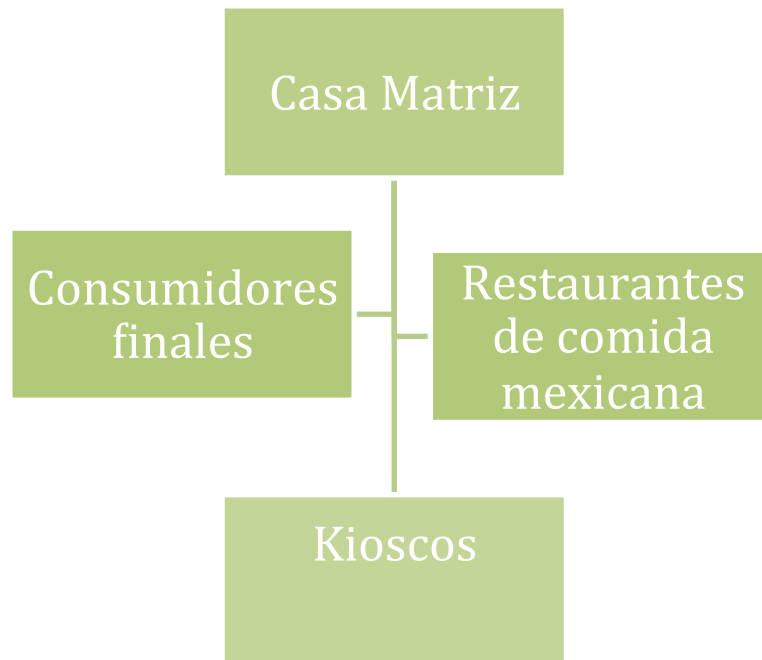 Casa Matriz
Consumidores
finales
Restaurantes
de comida
mexicana
Kioscos